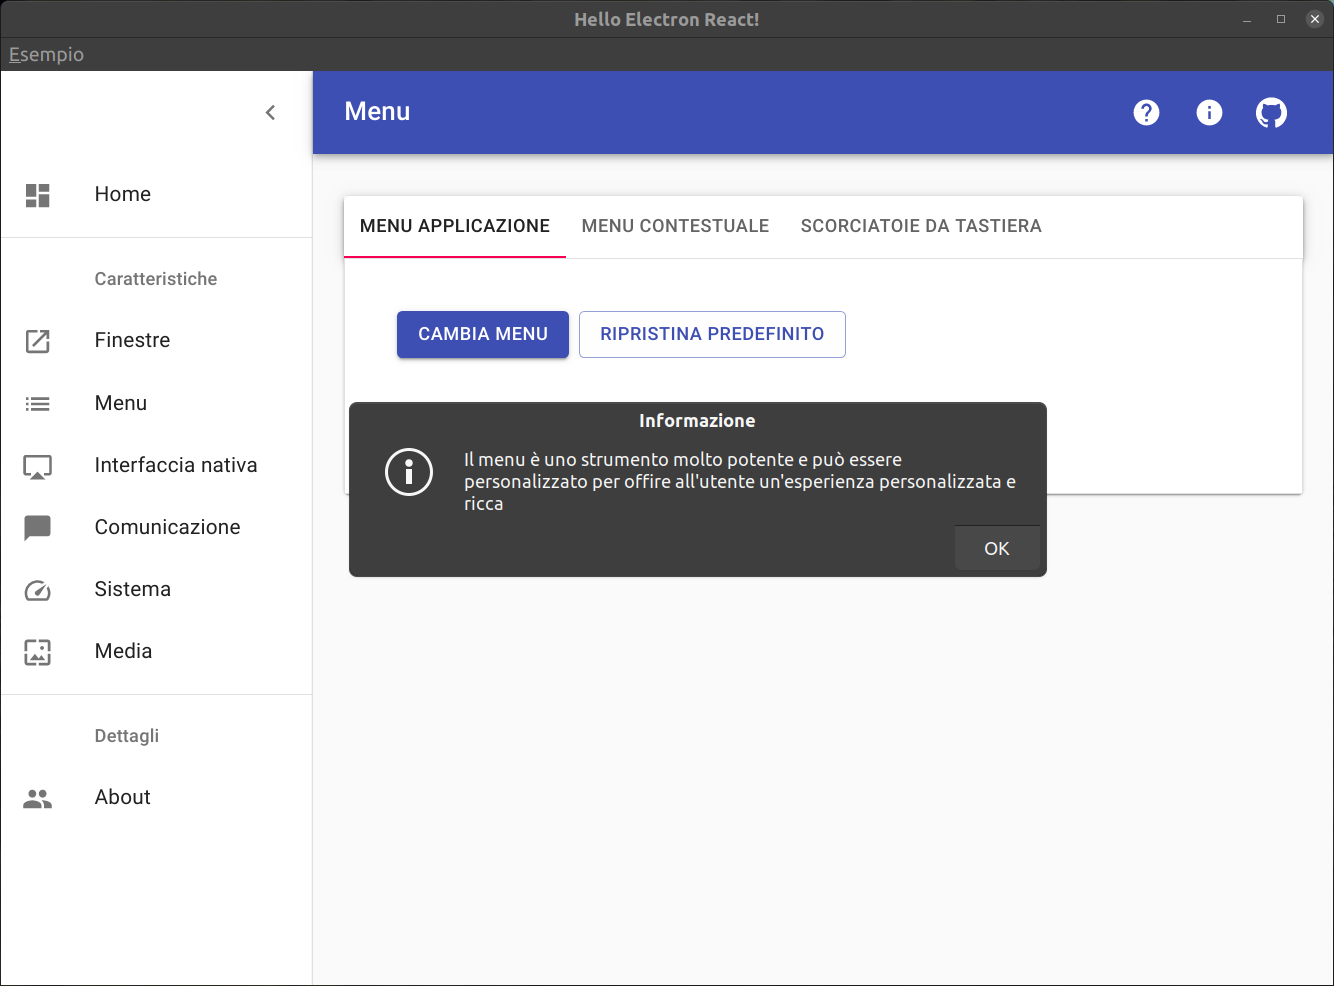 Hello Electron React!
Esempio
Menu
Home
Caratteristiche
Finestre
Menu
Interfaccia nativa
Comunicazione
Sistema
Media
Dettagli
About
MENU APPLICAZIONE MENU CONTESTUALE SCORCIATOIE DA TASTIERA
CAMBIA MENU RIPRISTINA PREDEFINITO
Informazione
Il menu è uno strumento molto potente e può essere
personalizzato per offire all'utente un'esperienza personalizzata e
ricca
OK